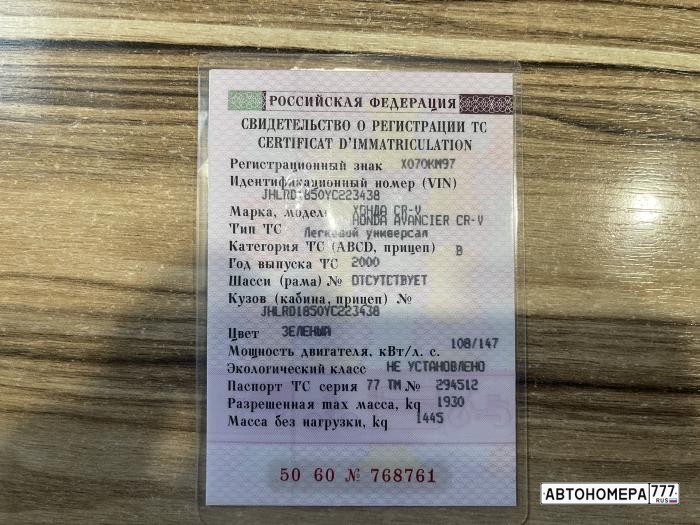 РОССИЙСКАЯ ФЕДЕРАЦИЯ
СВИДЕТЕЛЬСТВО О РЕГИСТРАЦИИ ТС
CERTIFICAT D'IMMATRICULATION
Регистрационный знак Х070КМ97
Идентификационный номер (VIN)
JHLRD1850YC223438
Марка, модель ХОНДА CR-V
HONDA AVANCIER CR-V
Тип ТС Легковой универсал
Категория ТС (ABCD, прицеп) B
Год выпуска ТС 2000
Шасси (рама) № ОТСУТСТВУЕТ
Кузов (кабина, прицеп) №
JHLRD1850YC223438
Цвет ЗЕЛЕНЫЙ
Мощность двигателя, кВт/л. с. 108/147
Экологический класс НЕ УСТАНОВЛЕНО
Паспорт ТС серия 77 ТМ № 294512
Разрешенная max масса, kg 1930
Масса без нагрузки, kg 1445
50 60 № 768761
АВТОНОМЕРА 777
RUS